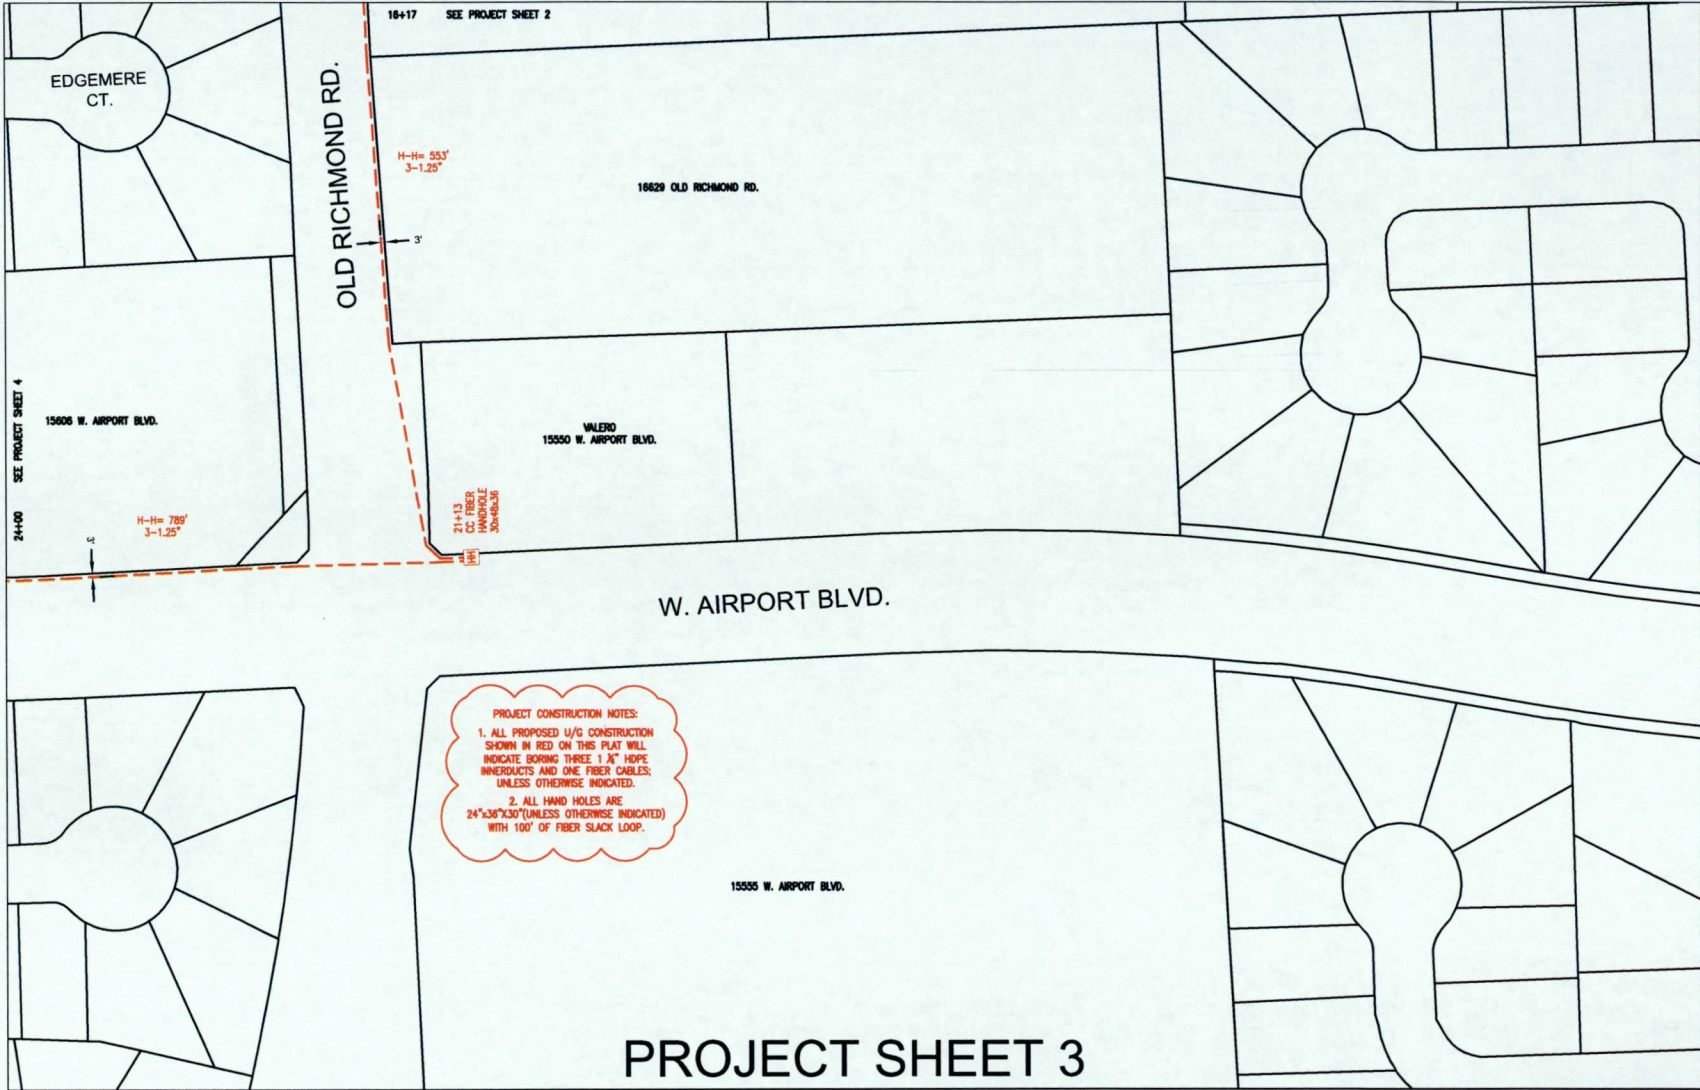 16+17 SEE PROJECT SHEET 2
EDGEMERE
CT.
OLD RICHMOND RD.
H-H= 553'
3-1.25"
16629 OLD RICHMOND RD.
3'
24+00 SEE PROJECT SHEET 4
15606 W. AIRPORT BLVD.
VALERO
15550 W. AIRPORT BLVD.
H-H= 789'
3-1.25"
3'
21+13
CC FIBER
HANDHOLE
30x48x36
HH
W. AIRPORT BLVD.
PROJECT CONSTRUCTION NOTES:
1. ALL PROPOSED U/G CONSTRUCTION
SHOWN IN RED ON THIS PLAT WILL
INDICATE BORING THREE 1 ¼" HDPE
INNERDUCTS AND ONE FIBER CABLES;
UNLESS OTHERWISE INDICATED.
2. ALL HAND HOLES ARE
24"x36"X30"(UNLESS OTHERWISE INDICATED)
WITH 100' OF FIBER SLACK LOOP.
15555 W. AIRPORT BLVD.
PROJECT SHEET 3